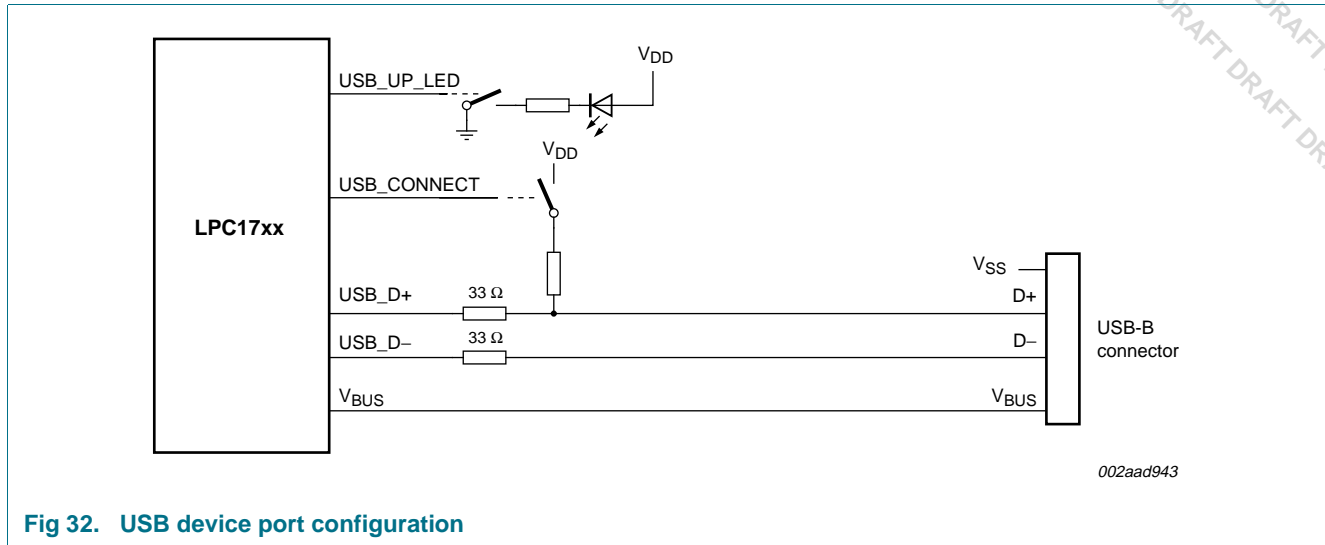 DRAFT
DRAFT
DRAFT DR
USB_UP_LED
VDD
USB_CONNECT
VDD
LPC17xx
VSS
USB_D+
33 Ω
D+
USB_D−
33 Ω
D−
USB-B
connector
VBUS
VBUS
002aad943
Fig 32. USB device port configuration